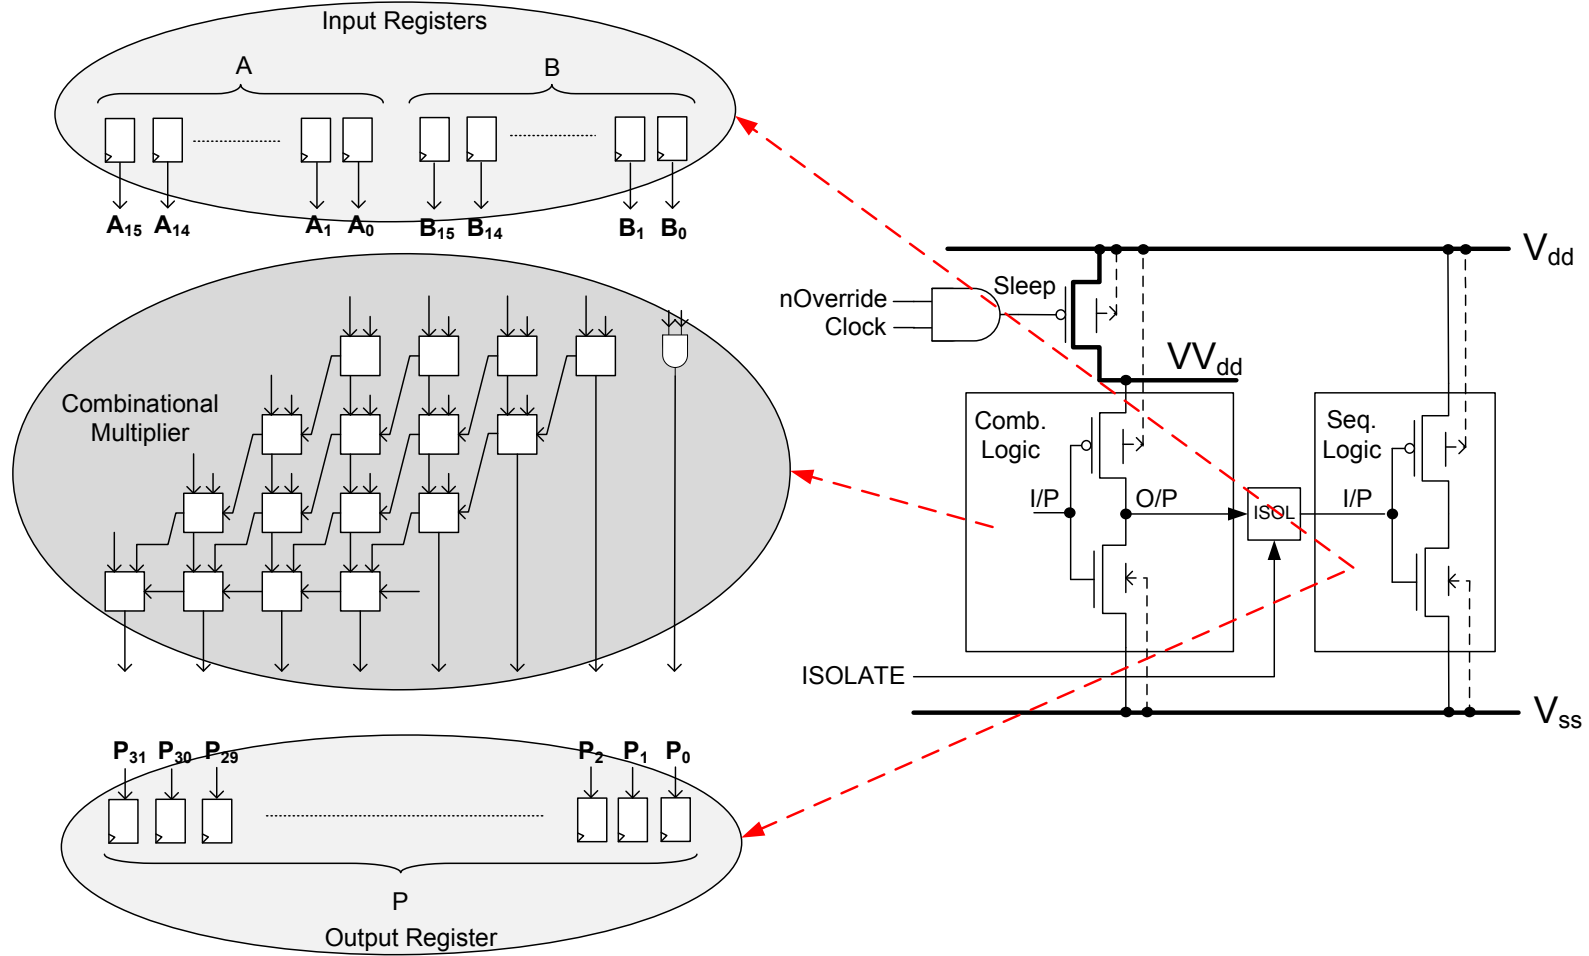 Input Registers
A
B
A15 A14 A1 A0 B15 B14 B1 B0
Combinational
Multiplier
P31 P30 P29 P2 P1 P0
P
Output Register
Vdd
Sleep
nOverride
Clock
VVdd
Comb.
Logic
Seq.
Logic
I/P
O/P
ISOL
I/P
ISOLATE
Vss